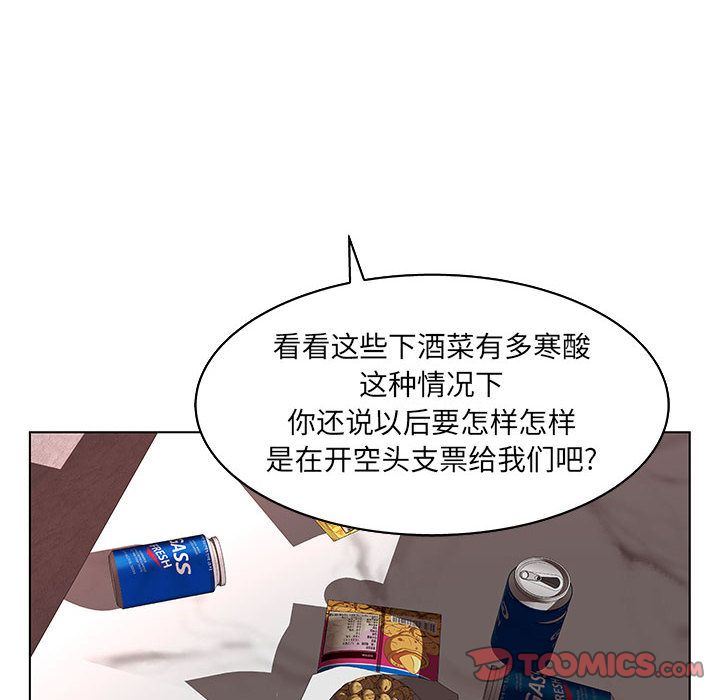 看看这些下酒菜有多寒酸
这种情况下
你还说以后要怎样怎样
是在开空头支票给我们吧?
GASS
FRESH
TOOMICS.COM